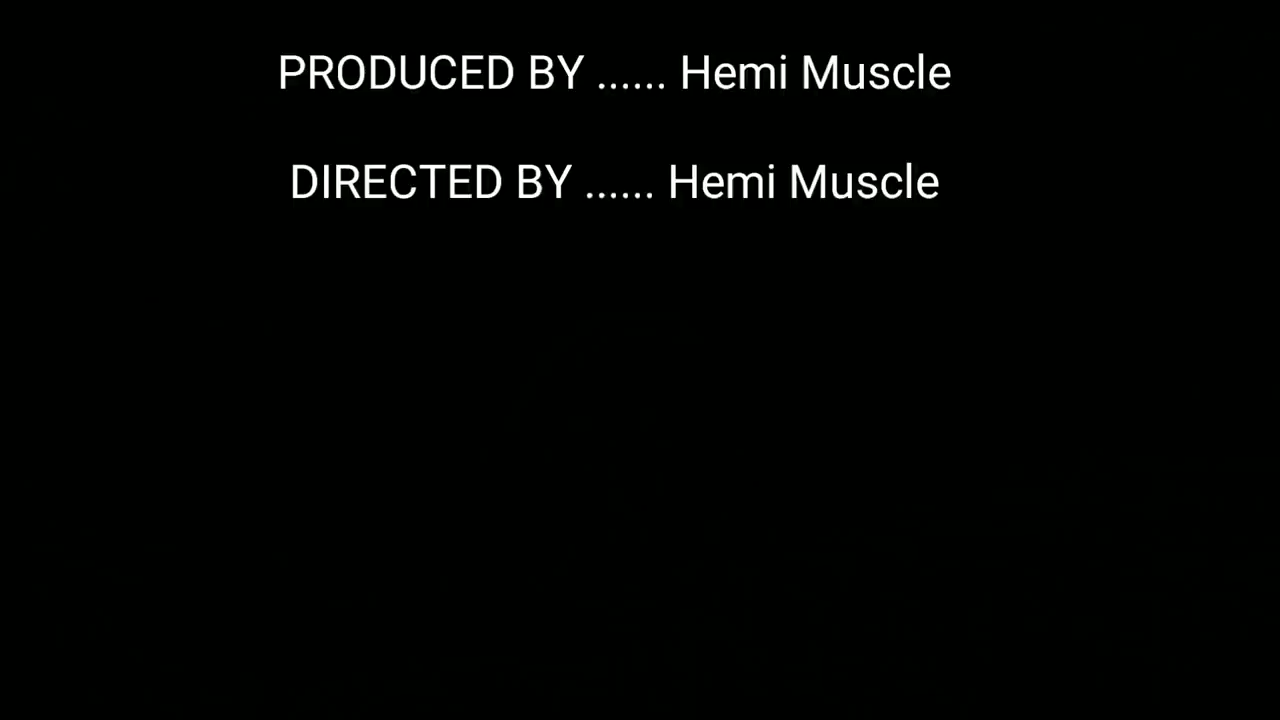 PRODUCED BY ...... Hemi Muscle
DIRECTED BY ...... Hemi Muscle